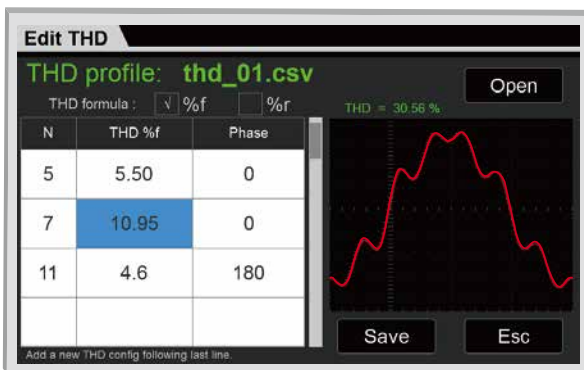 Edit THD
THD profile: thd_01.csv
Open
THD formula : √ %f %r
THD = 30.56 %
N THD %f Phase
5 5.50 0
7 10.95 0
11 4.6 180
Save Esc
Add a new THD config following last line.